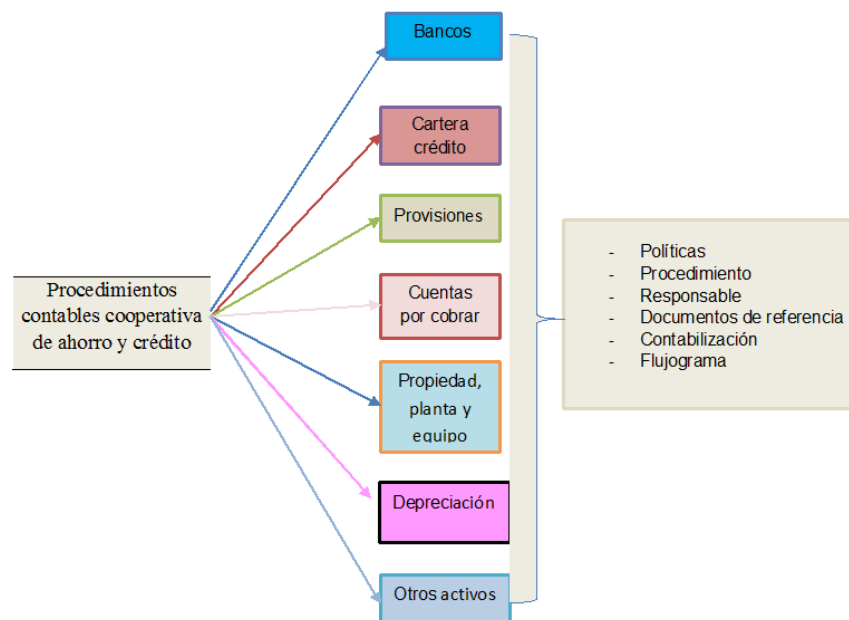 Bancos
Cartera
crédito
Provisiones
Cuentas
por cobrar
Propiedad,
planta y
equipo
Depreciación
Otros activos
Procedimientos
contables cooperativa
de ahorro y crédito
- Políticas
- Procedimiento
- Responsable
- Documentos de referencia
- Contabilización
- Flujograma